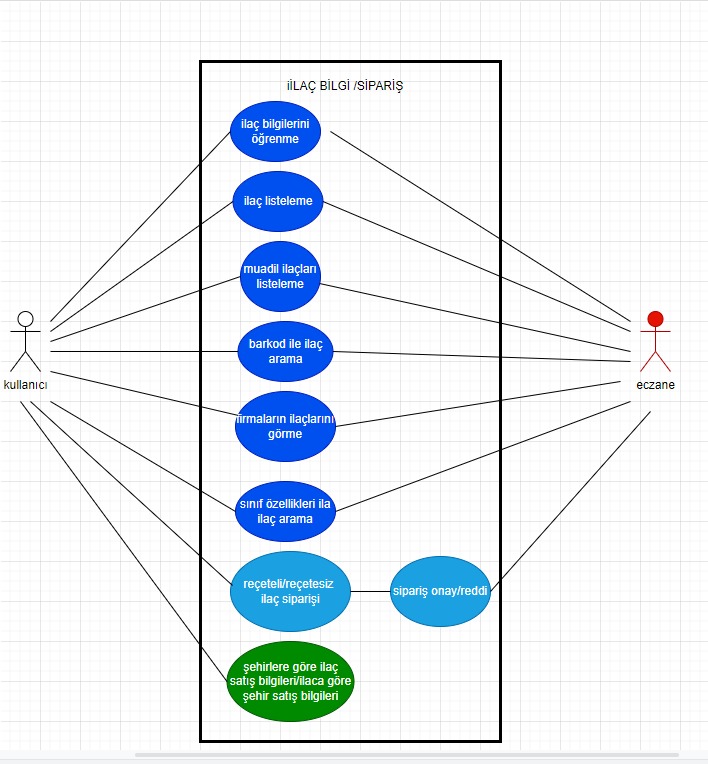 iİLAÇ BİLGİ /SİPARİŞ
ilaç bilgilerini
öğrenme
ilaç listeleme
muadil ilaçları
listeleme
barkod ile ilaç
arama
kullanıcı
eczane
firmaların ilaçlarını
görme
sınıf özellikleri ila
ilaç arama
reçeteli/reçetesiz
ilaç siparişi
sipariş onay/reddi
şehirlere göre ilaç
satış bilgileri/ilaca göre
şehir satış bilgileri